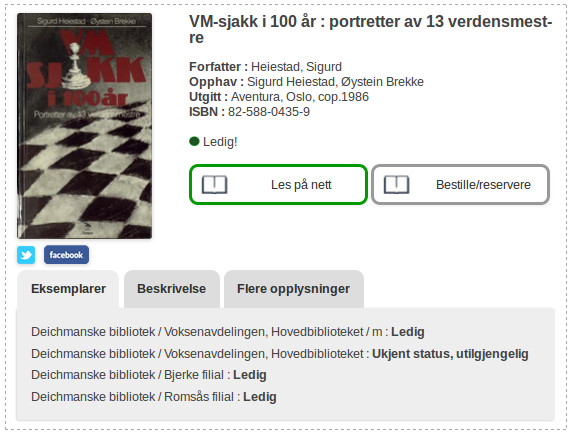 Sigurd Heiestad · Øystein Brekke
VM
SJAKK
i 100 år
Portretter av 13 verdensmestre
VM-sjakk i 100 år : portretter av 13 verdensmest-
re
Forfatter : Heiestad, Sigurd
Opphav : Sigurd Heiestad, Øystein Brekke
Utgitt : Aventura, Oslo, cop.1986
ISBN : 82-588-0435-9
Ledig!
Les på nett
Bestille/reservere
facebook
Eksemplarer
Beskrivelse
Flere opplysninger
Deichmanske bibliotek / Voksenavdelingen, Hovedbiblioteket / m : Ledig
Deichmanske bibliotek / Voksenavdelingen, Hovedbiblioteket : Ukjent status, utilgjengelig
Deichmanske bibliotek / Bjerke filial : Ledig
Deichmanske bibliotek / Romsås filial : Ledig